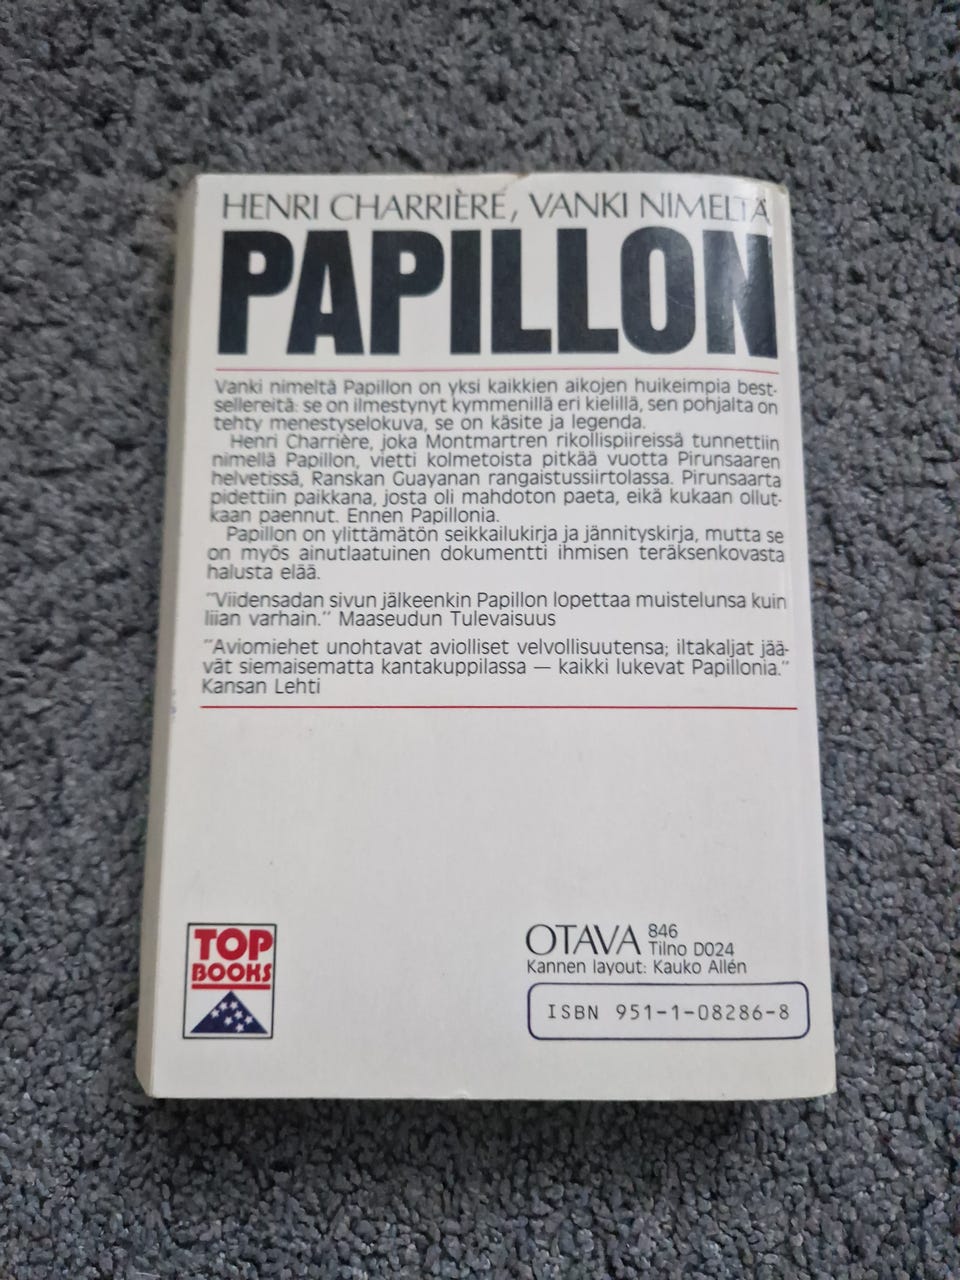 HENRI CHARRIÈRE, VANKI NIMELTÄ
PAPILLON
Vanki nimeltä Papillon on yksi kaikkien aikojen huikeimpia best-
sellereitä: se on ilmestynyt kymmenillä eri kielillä, sen pohjalta on
tehty menestyselokuva, se on käsite ja legenda.
Henri Charrière, joka Montmartren rikollispiireissä tunnettiin
nimellä Papillon, vietti kolmetoista pitkää vuotta Pirunsaaren
helvetissä, Ranskan Guayanan rangaistussiirtolassa. Pirunsaarta
pidettiin paikkana, josta oli mahdoton paeta, eikä kukaan ollut-
kaan paennut. Ennen Papillonia.
Papillon on ylittämätön seikkailukirja ja jännityskirja, mutta se
on myös ainutlaatuinen dokumentti ihmisen teräksenkovasta
halusta elää.
"Viidensadan sivun jälkeenkin Papillon lopettaa muistelunsa kuin
liian varhain." Maaseudun Tulevaisuus
"Aviomiehet unohtavat aviolliset velvollisuutensa; iltakaljat jää-
vät siemaisematta kantakuppilassa — kaikki lukevat Papillonia."
Kansan Lehti
TOP
BOOKS
OTAVA 846
Tilno D024
Kannen layout: Kauko Allén
ISBN 951-1-08286-8